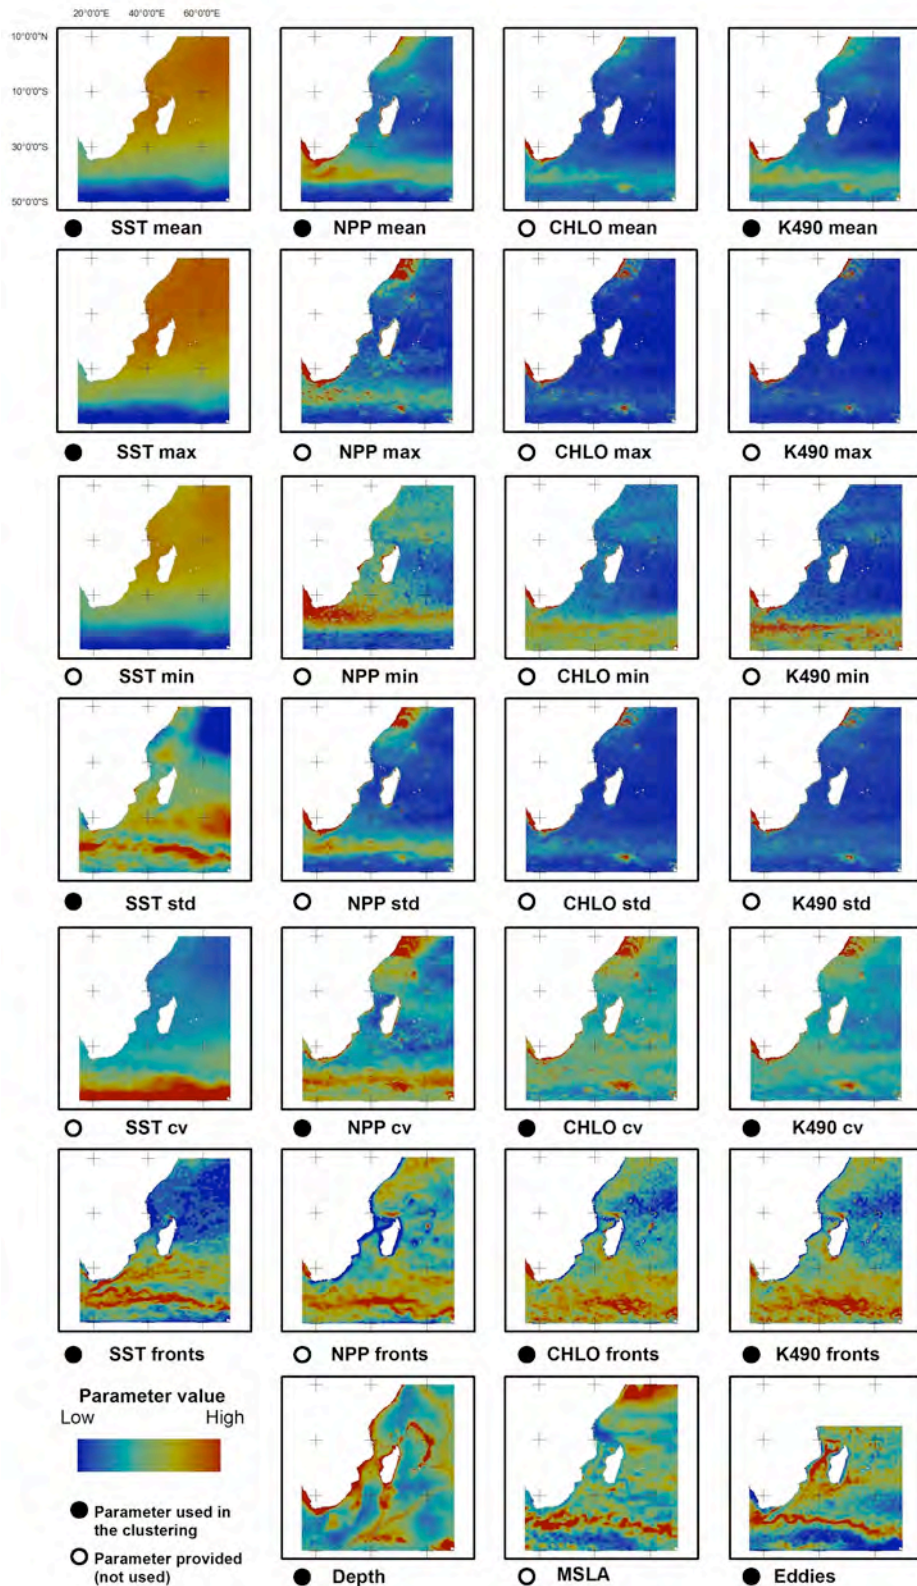 20°0'0"E 40°0'0"E 60°0'0"E
10°0'0"N
10°0'0"S
30°0'0"S
50°0'0"S
SST mean NPP mean CHLO mean K490 mean
SST max NPP max CHLO max K490 max
SST min NPP min CHLO min K490 min
SST std NPP std CHLO std K490 std
SST cv NPP cv CHLO cv K490 cv
SST fronts NPP fronts CHLO fronts K490 fronts
Parameter value
Low High
Parameter used in
the clustering
Parameter provided
(not used)
Depth MSLA Eddies